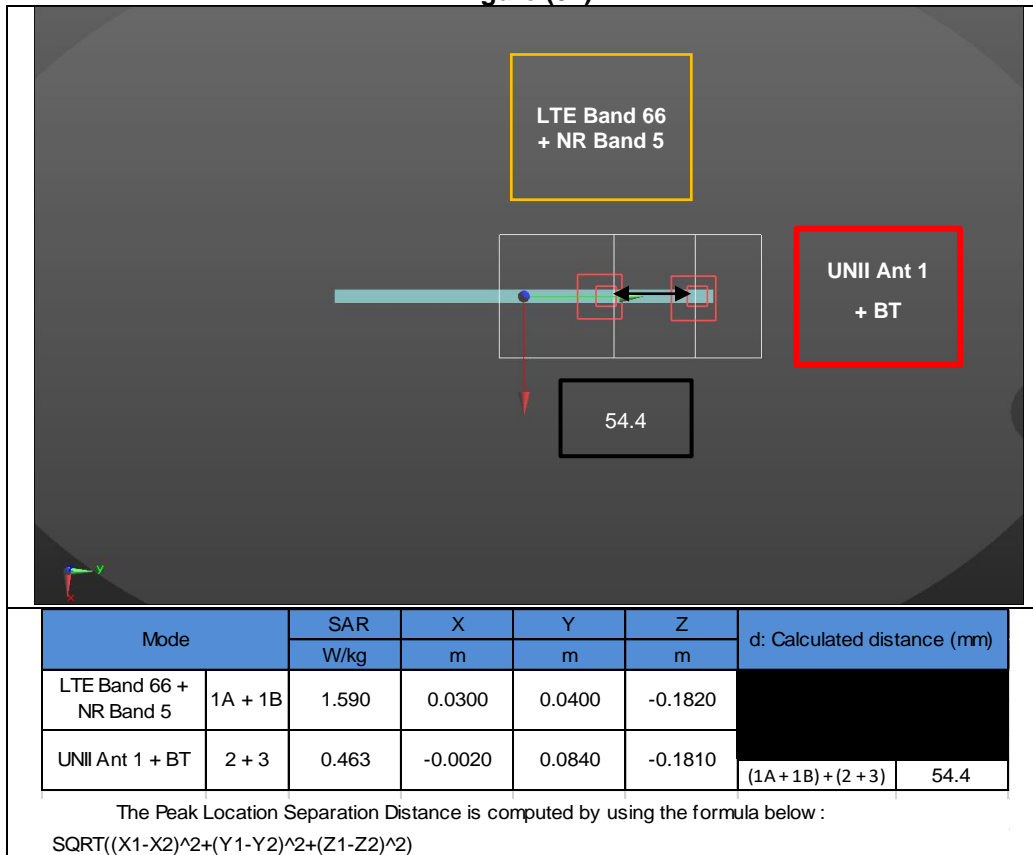 LTE Band 66
+ NR Band 5
UNII Ant 1
+ BT
54.4
y
x
Mode SAR X Y Z d: Calculated distance (mm)
W/kg m m m
LTE Band 66 +
NR Band 5 1A + 1B 1.590 0.0300 0.0400 -0.1820
UNII Ant 1 + BT 2 + 3 0.463 -0.0020 0.0840 -0.1810
(1A + 1B) + (2 + 3) 54.4
The Peak Location Separation Distance is computed by using the formula below :
SQRT((X1-X2)^2+(Y1-Y2)^2+(Z1-Z2)^2)